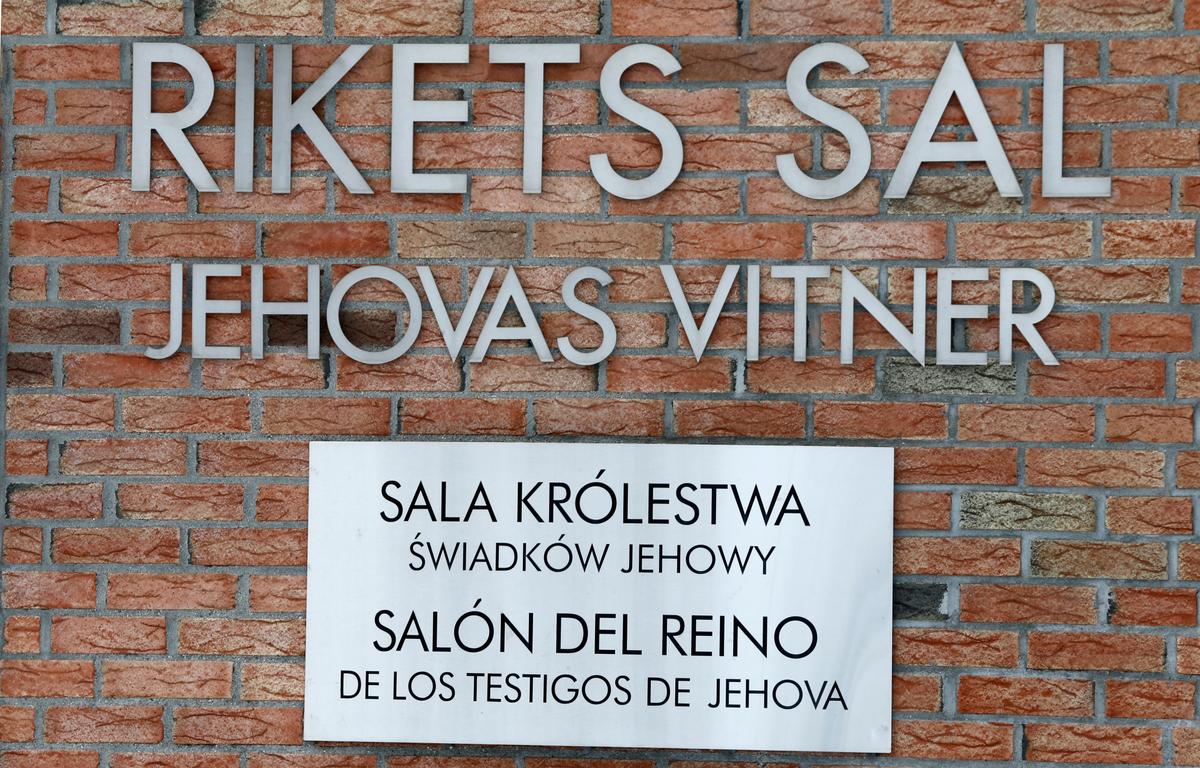 RIKETS SAL
JEHOVAS VITNER
SALA KRÓLESTWA
ŚWIADKÓW JEHOWY
SALÓN DEL REINO
DE LOS TESTIGOS DE JEHOVA